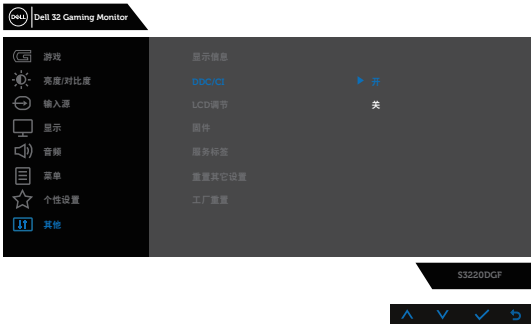 DELL Dell 32 Gaming Monitor
游戏 显示信息
亮度/对比度 DDC/CI 开
输入源 LCD调节 关
显示 固件
音频 服务标签
菜单 重置其它设置
个性设置 工厂重置
其他
S3220DGF